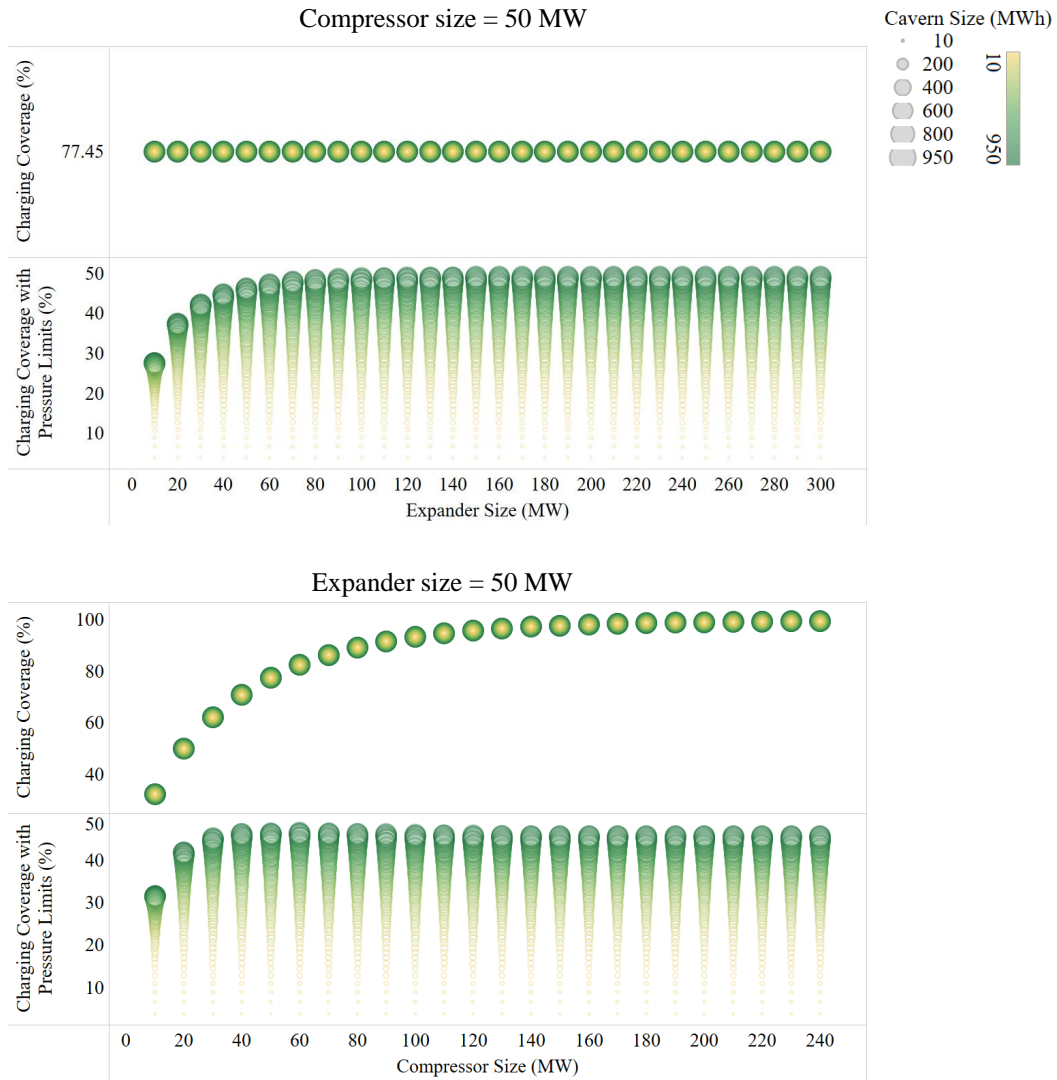 Compressor size = 50 MW
Cavern Size (MWh)
10
200
400
600
800
950
10
950
Charging Coverage (%)
77.45
Charging Coverage with
Pressure Limits (%)
50
40
30
20
10
0 20 40 60 80 100 120 140 160 180 200 220 240 260 280 300
Expander Size (MW)
Expander size = 50 MW
Charging Coverage (%)
100
80
60
40
Charging Coverage with
Pressure Limits (%)
50
40
30
20
10
0 20 40 60 80 100 120 140 160 180 200 220 240
Compressor Size (MW)